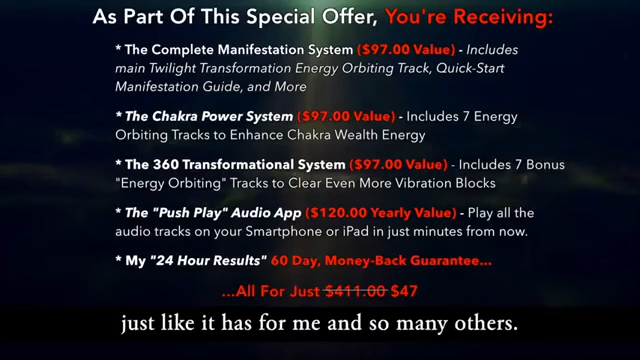 As Part Of This Special Offer, You're Receiving:
* The Complete Manifestation System ($97.00 Value) - Includes
main Twilight Transformation Energy Orbiting Track, Quick-Start
Manifestation Guide, and More
* The Chakra Power System ($97.00 Value) - Includes 7 Energy
Orbiting Tracks to Enhance Chakra Wealth Energy
* The 360 Transformational System ($97.00 Value) - Includes 7 Bonus
"Energy Orbiting" Tracks to Clear Even More Vibration Blocks
* The "Push Play" Audio App ($120.00 Yearly Value) - Play all the
audio tracks on your Smartphone or iPad in just minutes from now.
* My "24 Hour Results" 60 Day, Money-Back Guarantee...
...All For Just $411.00 $47
just like it has for me and so many others.